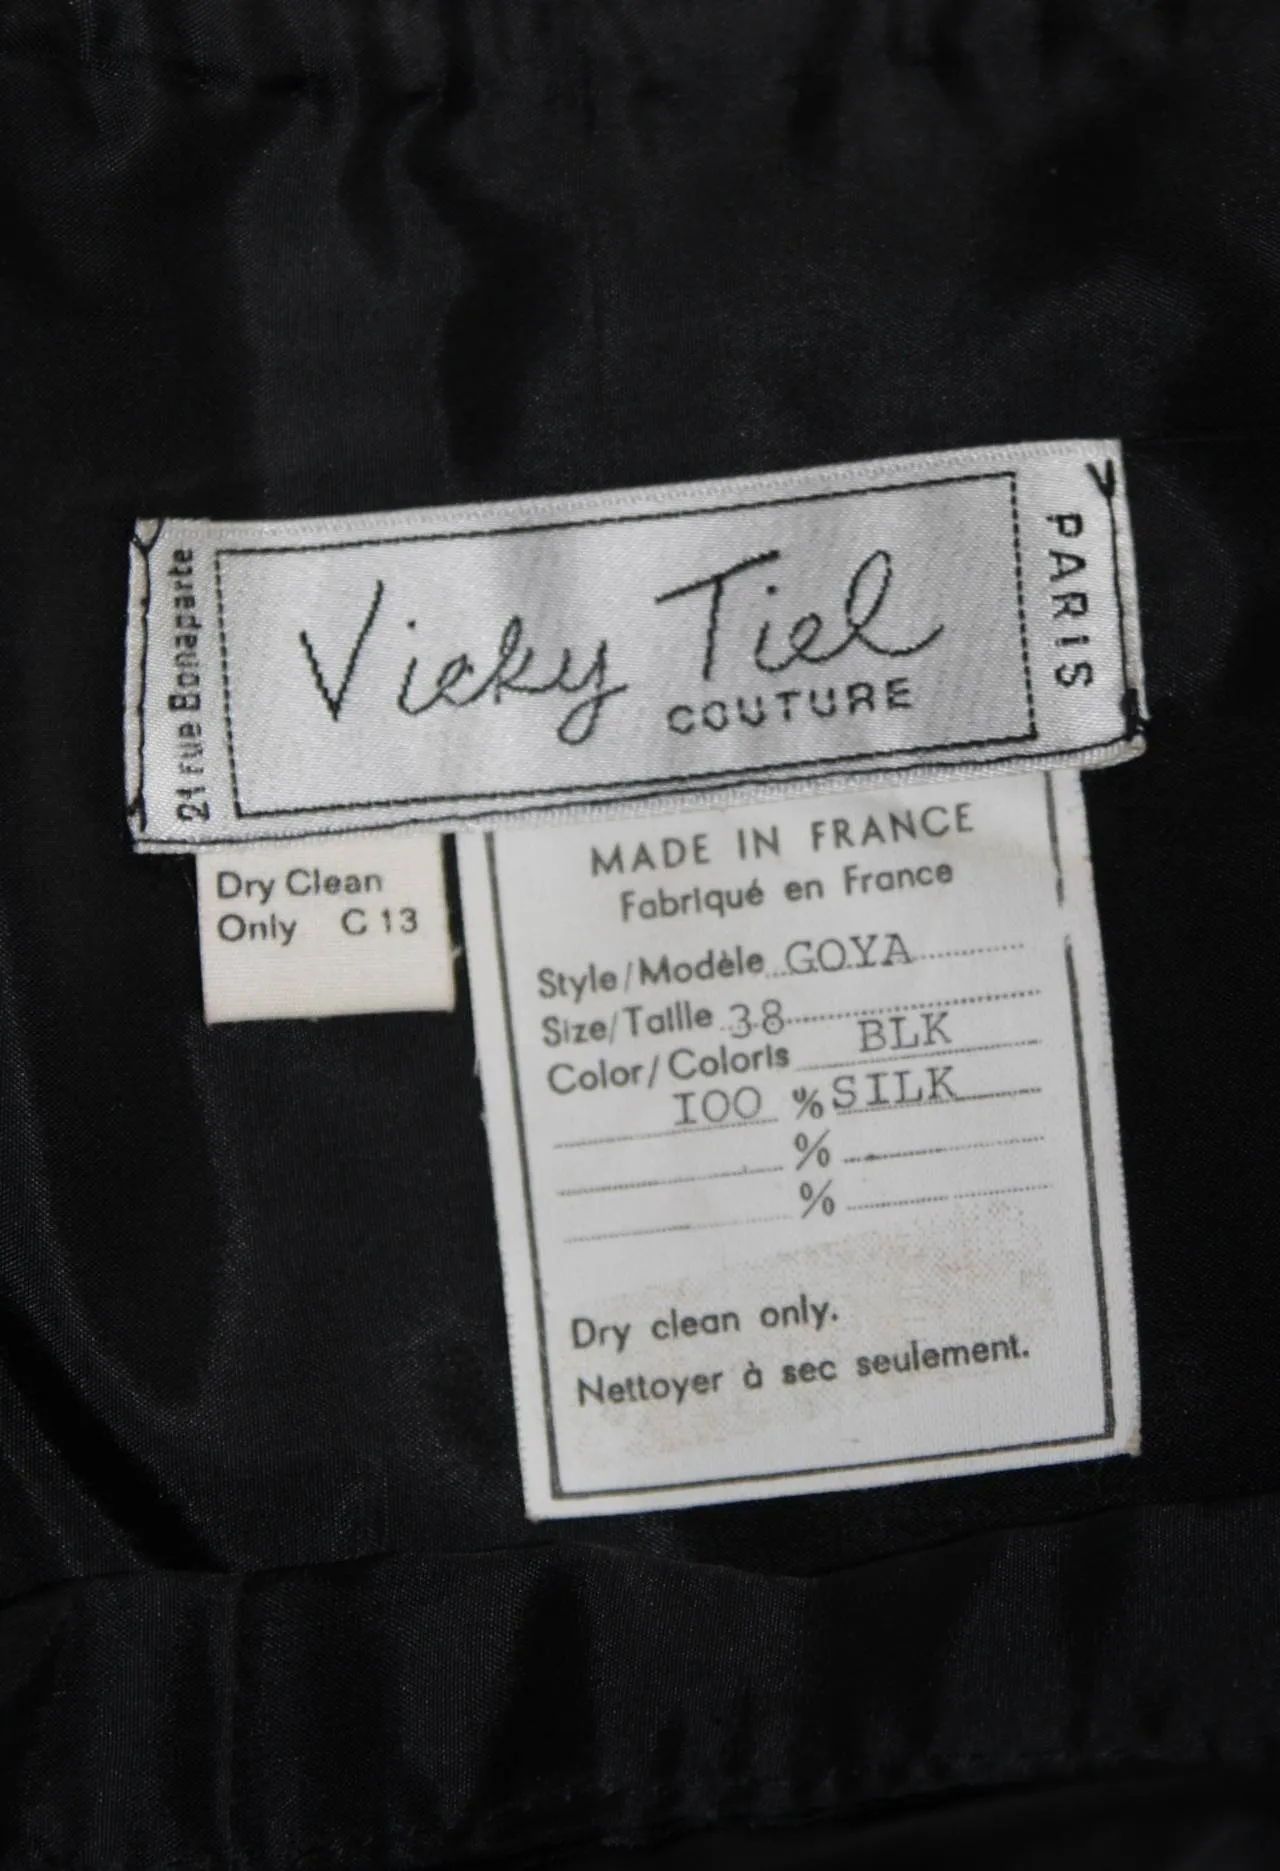 21 rue Bonaparte
Vicky Tiel
COUTURE
PARIS
Dry Clean
Only C 13
MADE IN FRANCE
Fabriqué en France
Style/Modèle GOYA
Size/Taille 38
Color/Coloris BLK
IOO % SILK
%
%
Dry clean only.
Nettoyer à sec seulement.